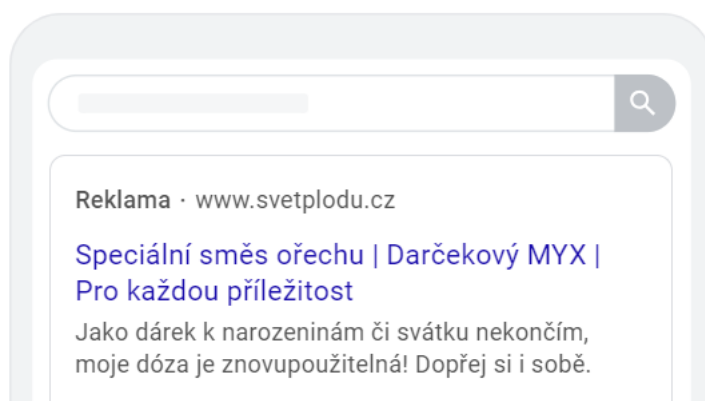 Reklama · www.svetplodu.cz
Speciální směs ořechu | Darčekový MYX |
Pro každou příležitost
Jako dárek k narozeninám či svátku nekončím,
moje dóza je znovupoužitelná! Dopřej si i sobě.